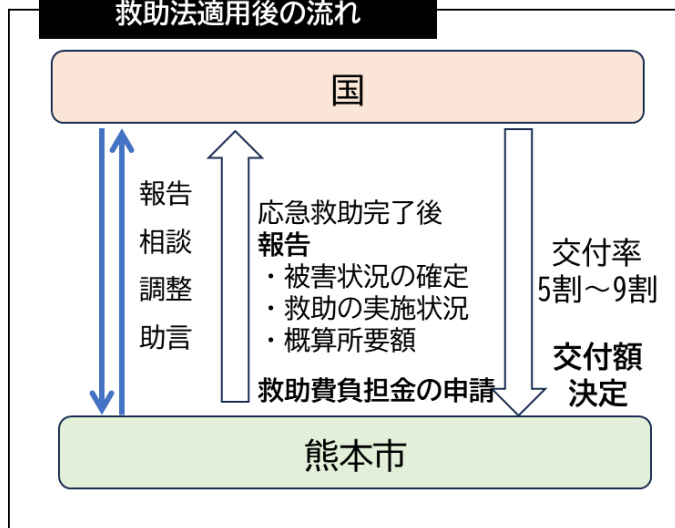 救助法適用後の流れ
国
報告
相談
調整
助言
応急救助完了後
報告
・被害状況の確定
・救助の実施状況
・概算所要額
救助費負担金の申請
交付率
5割～9割
交付額
決定
熊本市